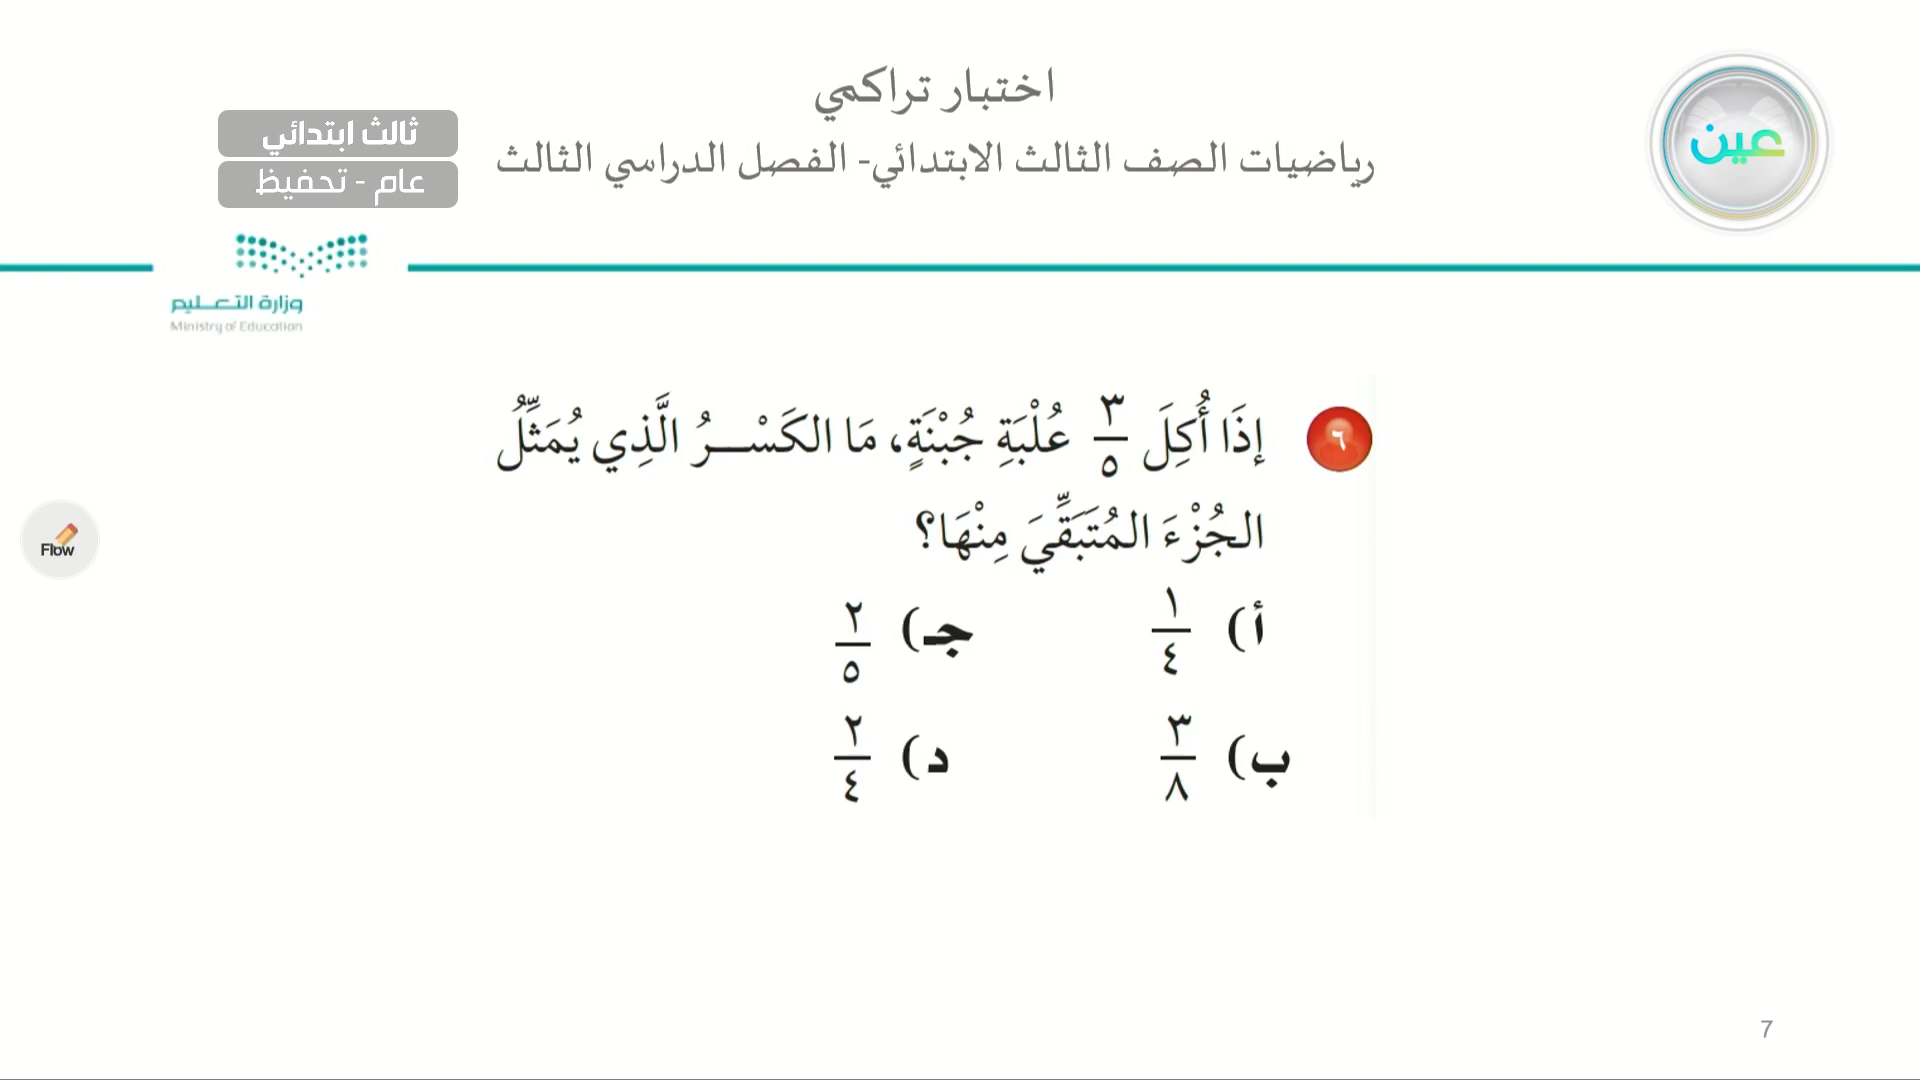 اختبار تراكمي
رياضيات الصف الثالث الابتدائي- الفصل الدراسي الثالث
ثالث ابتدائي
عام - تحفيظ
عين
وزارة التعليم
Ministry of Education
٦ إذَا أُكِلَ ٣/٥ عُلْبَةِ جُبْنَةٍ، مَا الكَسْرُ الَّذِي يُمَثِّلُ
الجُزْءَ المُتَبَقِّيَ مِنْهَا؟
أ) ١/٤ جـ) ٢/٥
ب) ٣/٨ د) ٢/٤
Flow
7